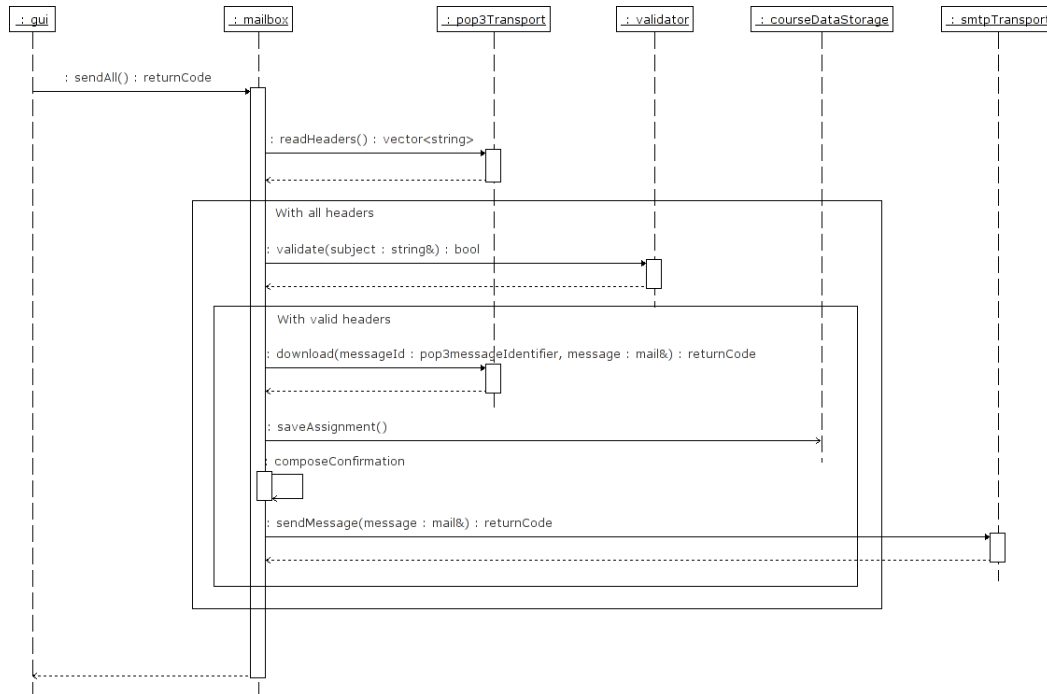 : gui
: mailbox
: pop3Transport
: validator
: courseDataStorage
: smtpTransport
: sendAll() : returnCode
: readHeaders() : vector<string>
With all headers
: validate(subject : string&) : bool
With valid headers
: download(messageId : pop3messageIdentifier, message : mail&) : returnCode
: saveAssignment()
: composeConfirmation
: sendMessage(message : mail&) : returnCode